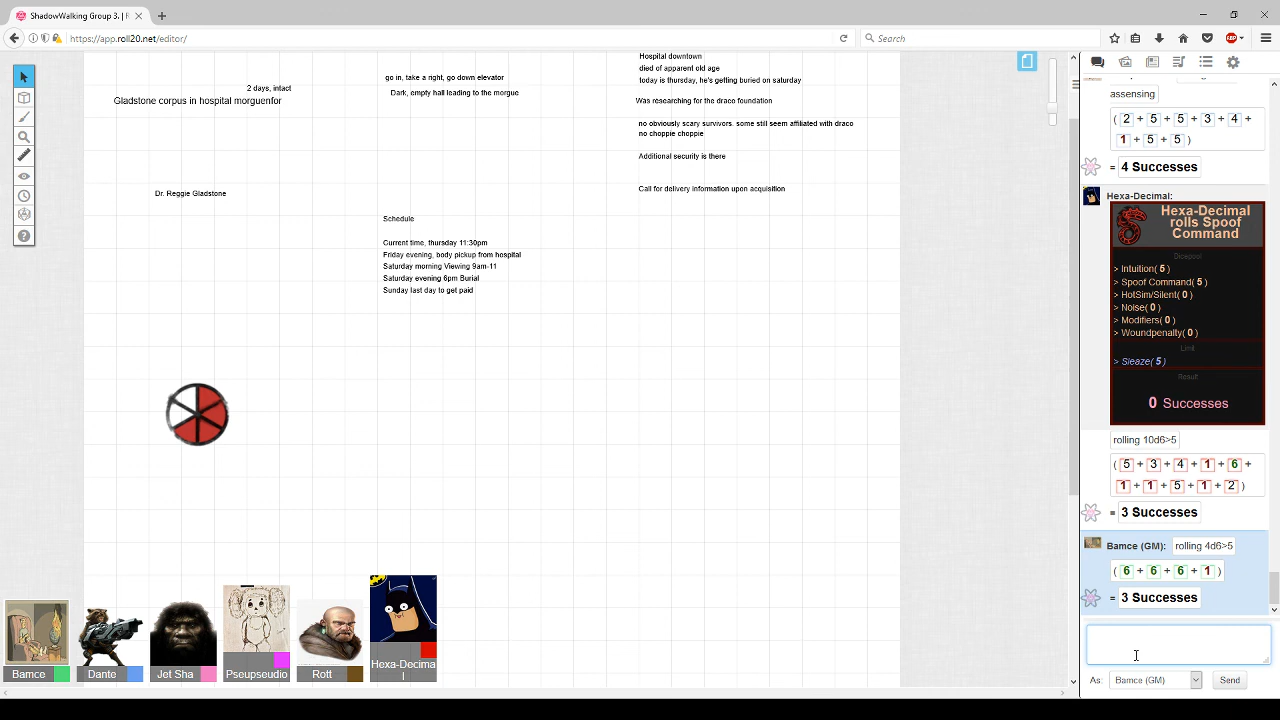 ShadowWalking Group 3. | R
https://app.roll20.net/editor/
Search
2 days, intact
Gladstone corpus in hospital morguenfor
Dr. Reggie Gladstone
go in, take a right, go down elevator
Dark, empty hall leading to the morgue
Schedule
Current time, thursday 11:30pm
Friday evening, body pickup from hospital
Saturday morning Viewing 9am-11
Saturday evening 6pm Burial
Sunday last day to get paid
Hospital downtown
died of apparent old age
today is thursday, he's getting buried on saturday
Was researching for the draco foundation
no obviously scary survivors. some still seem affiliated with draco
no choppie choppie
Additional security is there
Call for delivery information upon acquisition
Bamce
Dante
Jet Sha
Pseupseudio
Rott
Hexa-Decima
l
assensing
( 2 + 5 + 5 + 3 + 4 +
1 + 5 + 5 )
= 4 Successes
Hexa-Decimal:
Hexa-Decimal
rolls Spoof
Command
Dicepool
> Intuition( 5 )
> Spoof Command( 5 )
> HotSim/Silent( 0 )
> Noise( 0 )
> Modifiers( 0 )
> Woundpenalty( 0 )
Limit
> Sleaze( 5 )
Result
0 Successes
rolling 10d6>5
( 5 + 3 + 4 + 1 + 6 +
1 + 1 + 5 + 1 + 2 )
= 3 Successes
Bamce (GM): rolling 4d6>5
( 6 + 6 + 6 + 1 )
= 3 Successes
As: Bamce (GM) Send